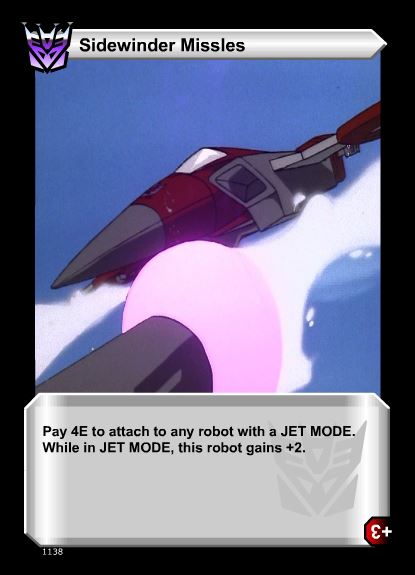 Sidewinder Missles
Pay 4E to attach to any robot with a JET MODE.
While in JET MODE, this robot gains +2.
+3
1138